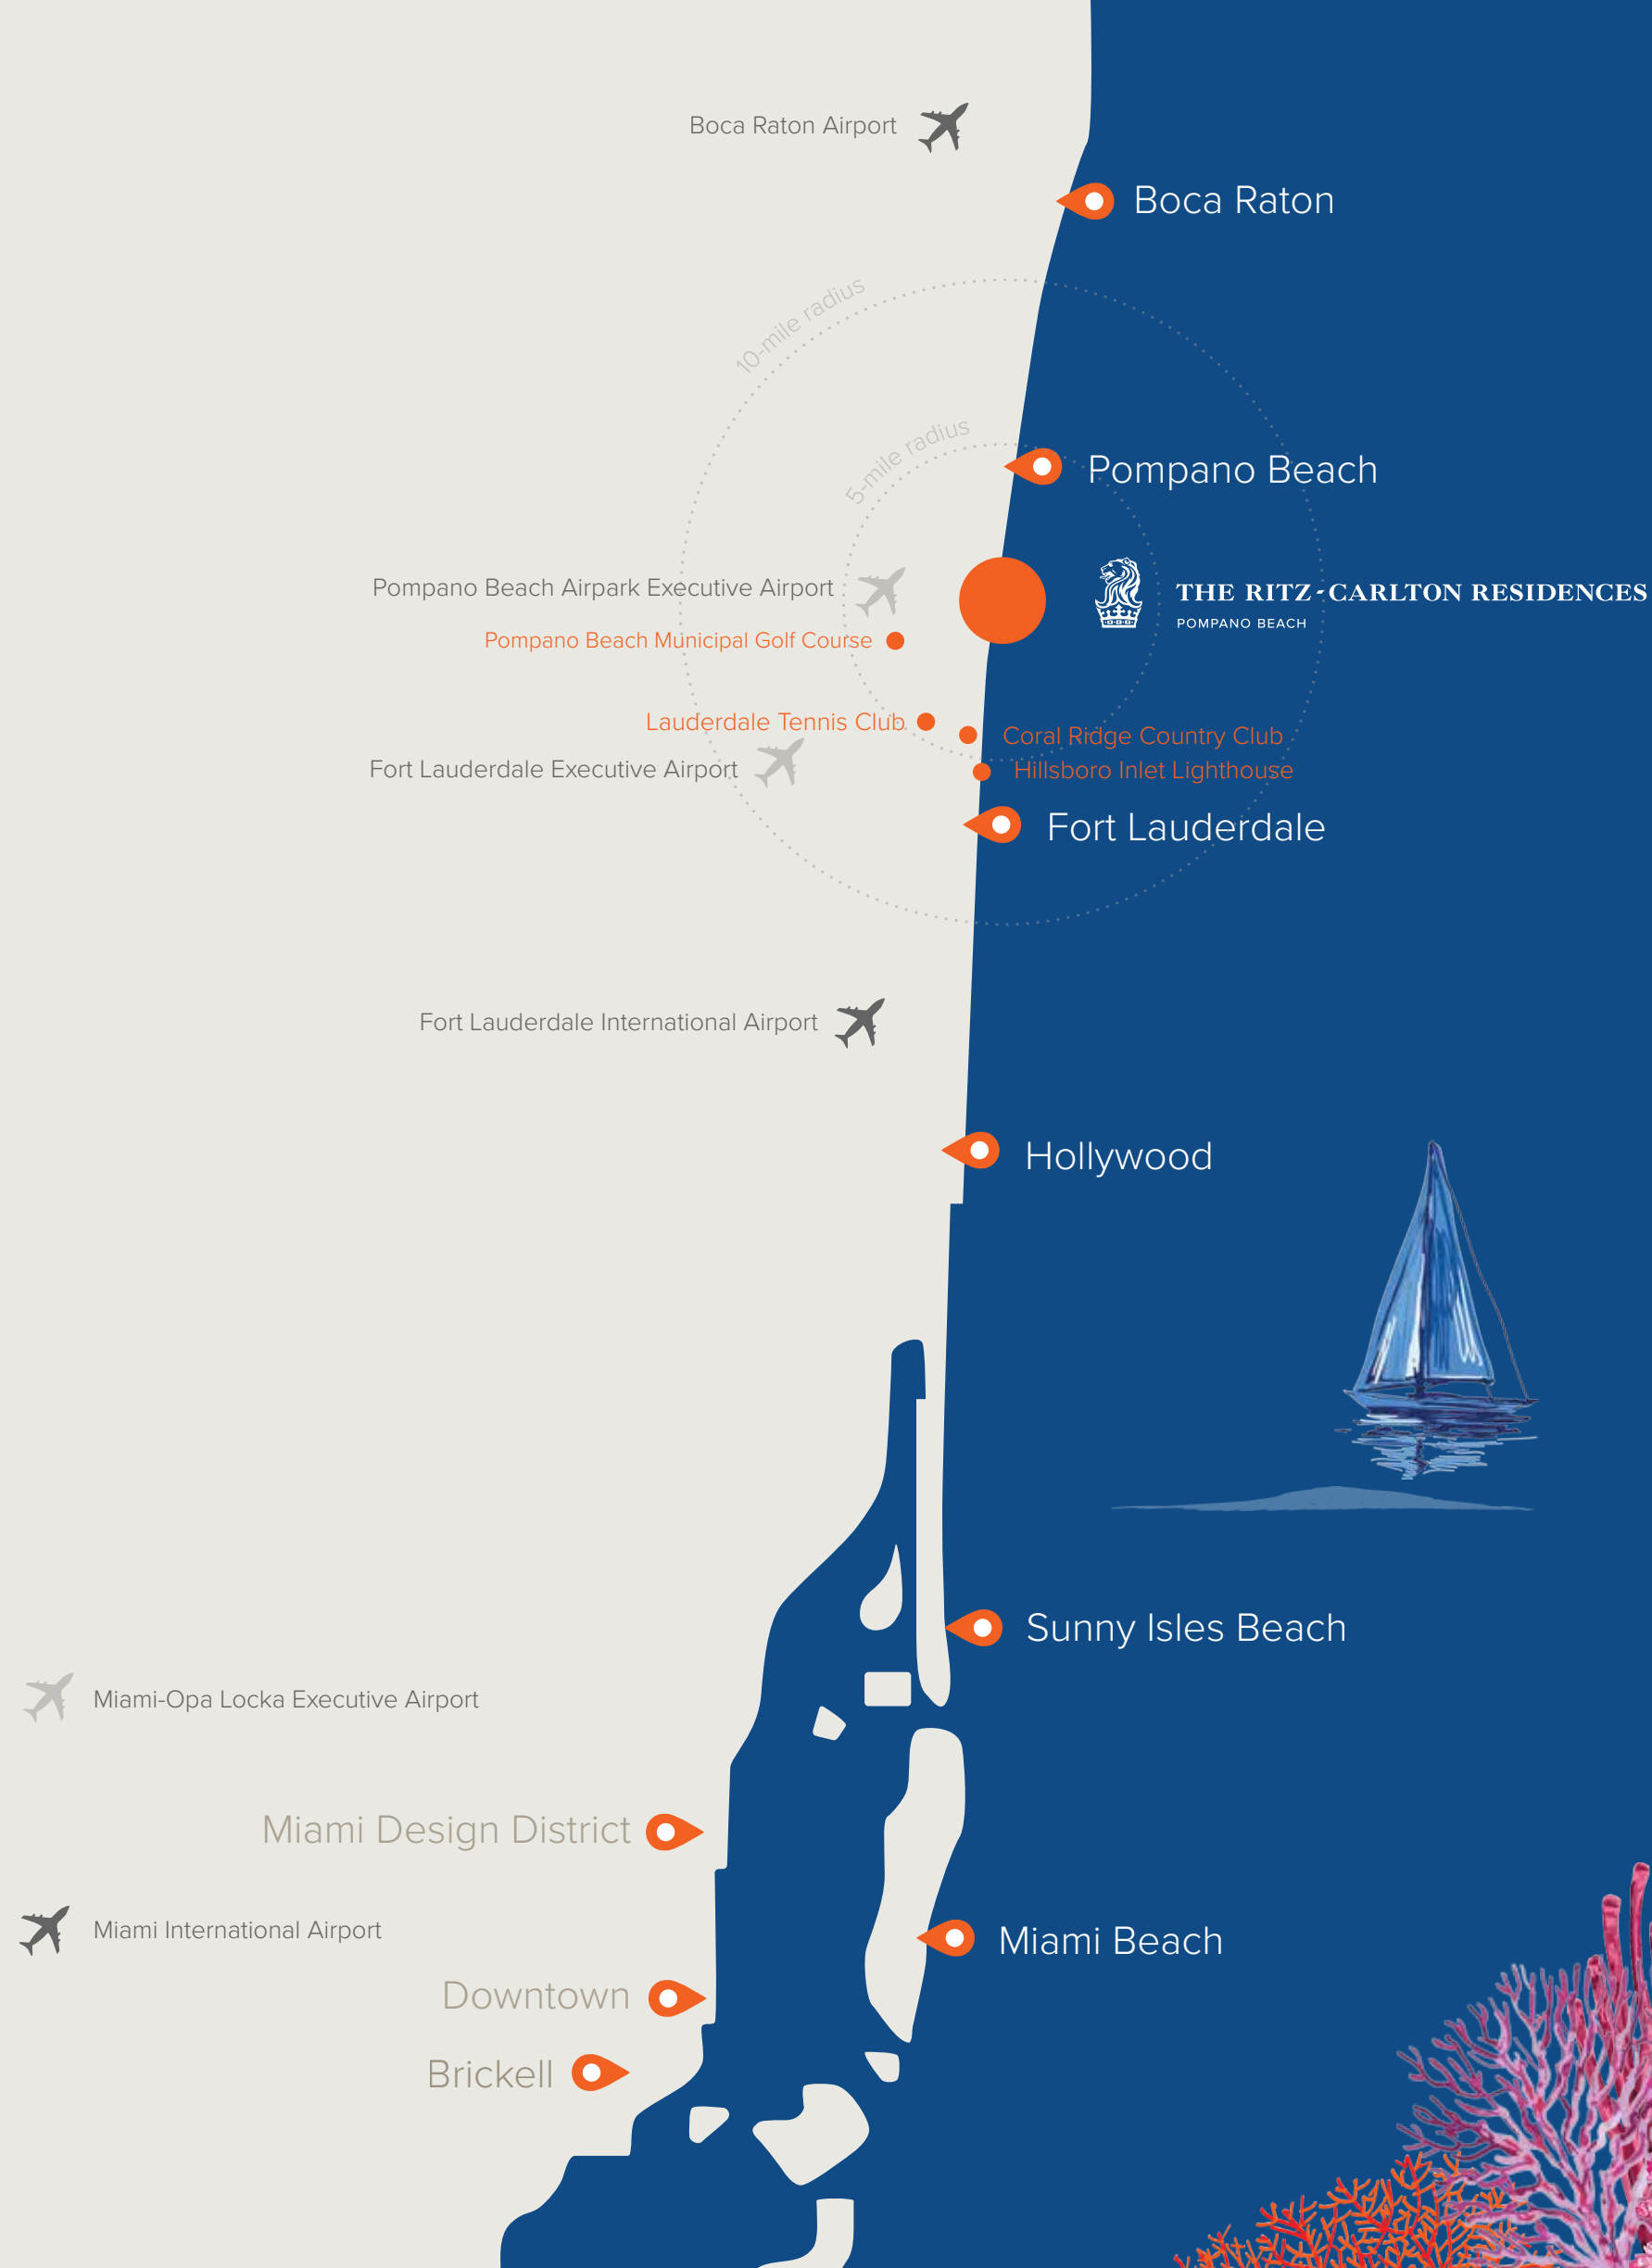 Boca Raton Airport
Boca Raton
10-mile radius
5-mile radius
Pompano Beach
Pompano Beach Airpark Executive Airport
THE RITZ-CARLTON RESIDENCES
POMPANO BEACH
Pompano Beach Municipal Golf Course
Lauderdale Tennis Club
Coral Ridge Country Club
Fort Lauderdale Executive Airport
Hillsboro Inlet Lighthouse
Fort Lauderdale
Fort Lauderdale International Airport
Hollywood
Sunny Isles Beach
Miami-Opa Locka Executive Airport
Miami Design District
Miami International Airport
Miami Beach
Downtown
Brickell